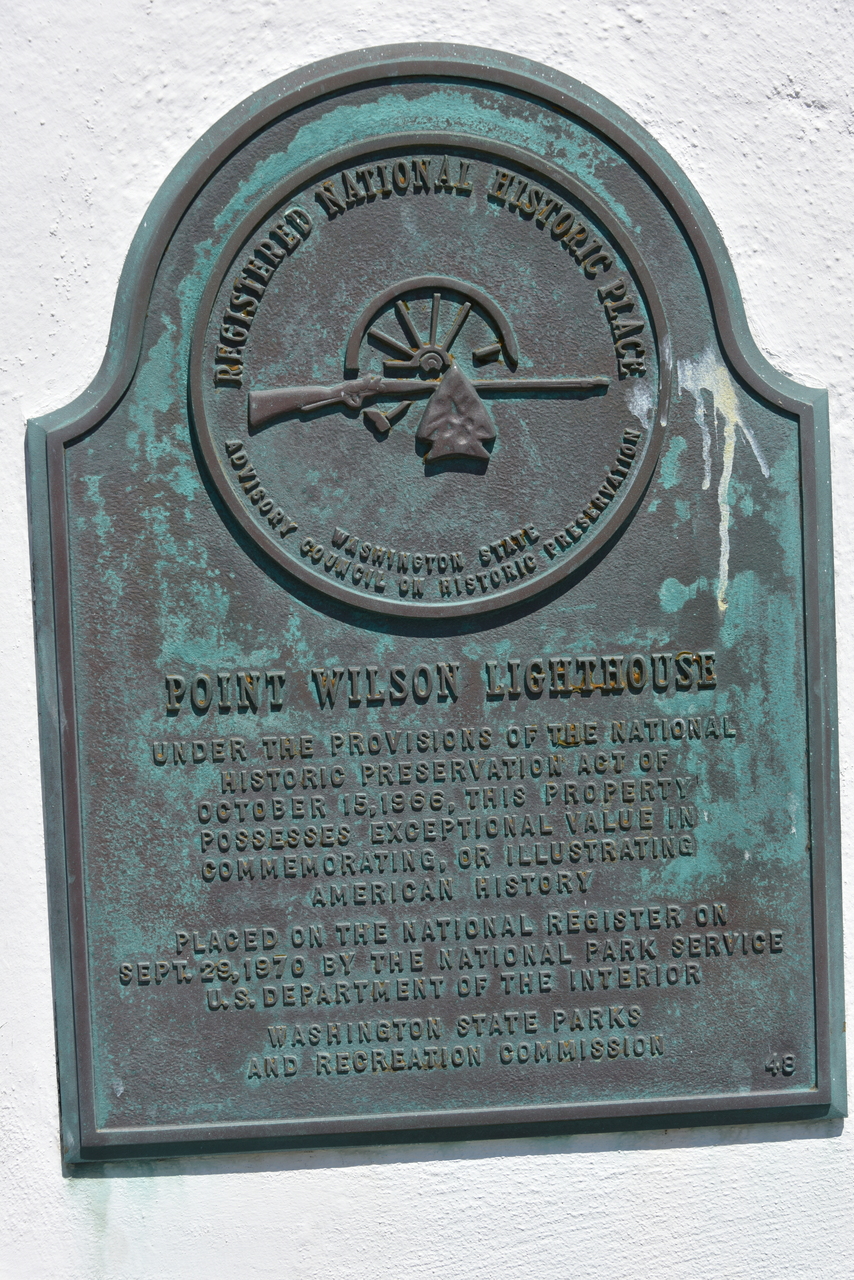 REGISTERED NATIONAL HISTORIC PLACE
WASHINGTON STATE
ADVISORY COUNCIL ON HISTORIC PRESERVATION
POINT WILSON LIGHTHOUSE
UNDER THE PROVISIONS OF THE NATIONAL
HISTORIC PRESERVATION ACT OF
OCTOBER 15,1966, THIS PROPERTY
POSSESSES EXCEPTIONAL VALUE IN
COMMEMORATING, OR ILLUSTRATING
AMERICAN HISTORY
PLACED ON THE NATIONAL REGISTER ON
SEPT. 29,1970 BY THE NATIONAL PARK SERVICE
U.S. DEPARTMENT OF THE INTERIOR
WASHINGTON STATE PARKS
AND RECREATION COMMISSION
48